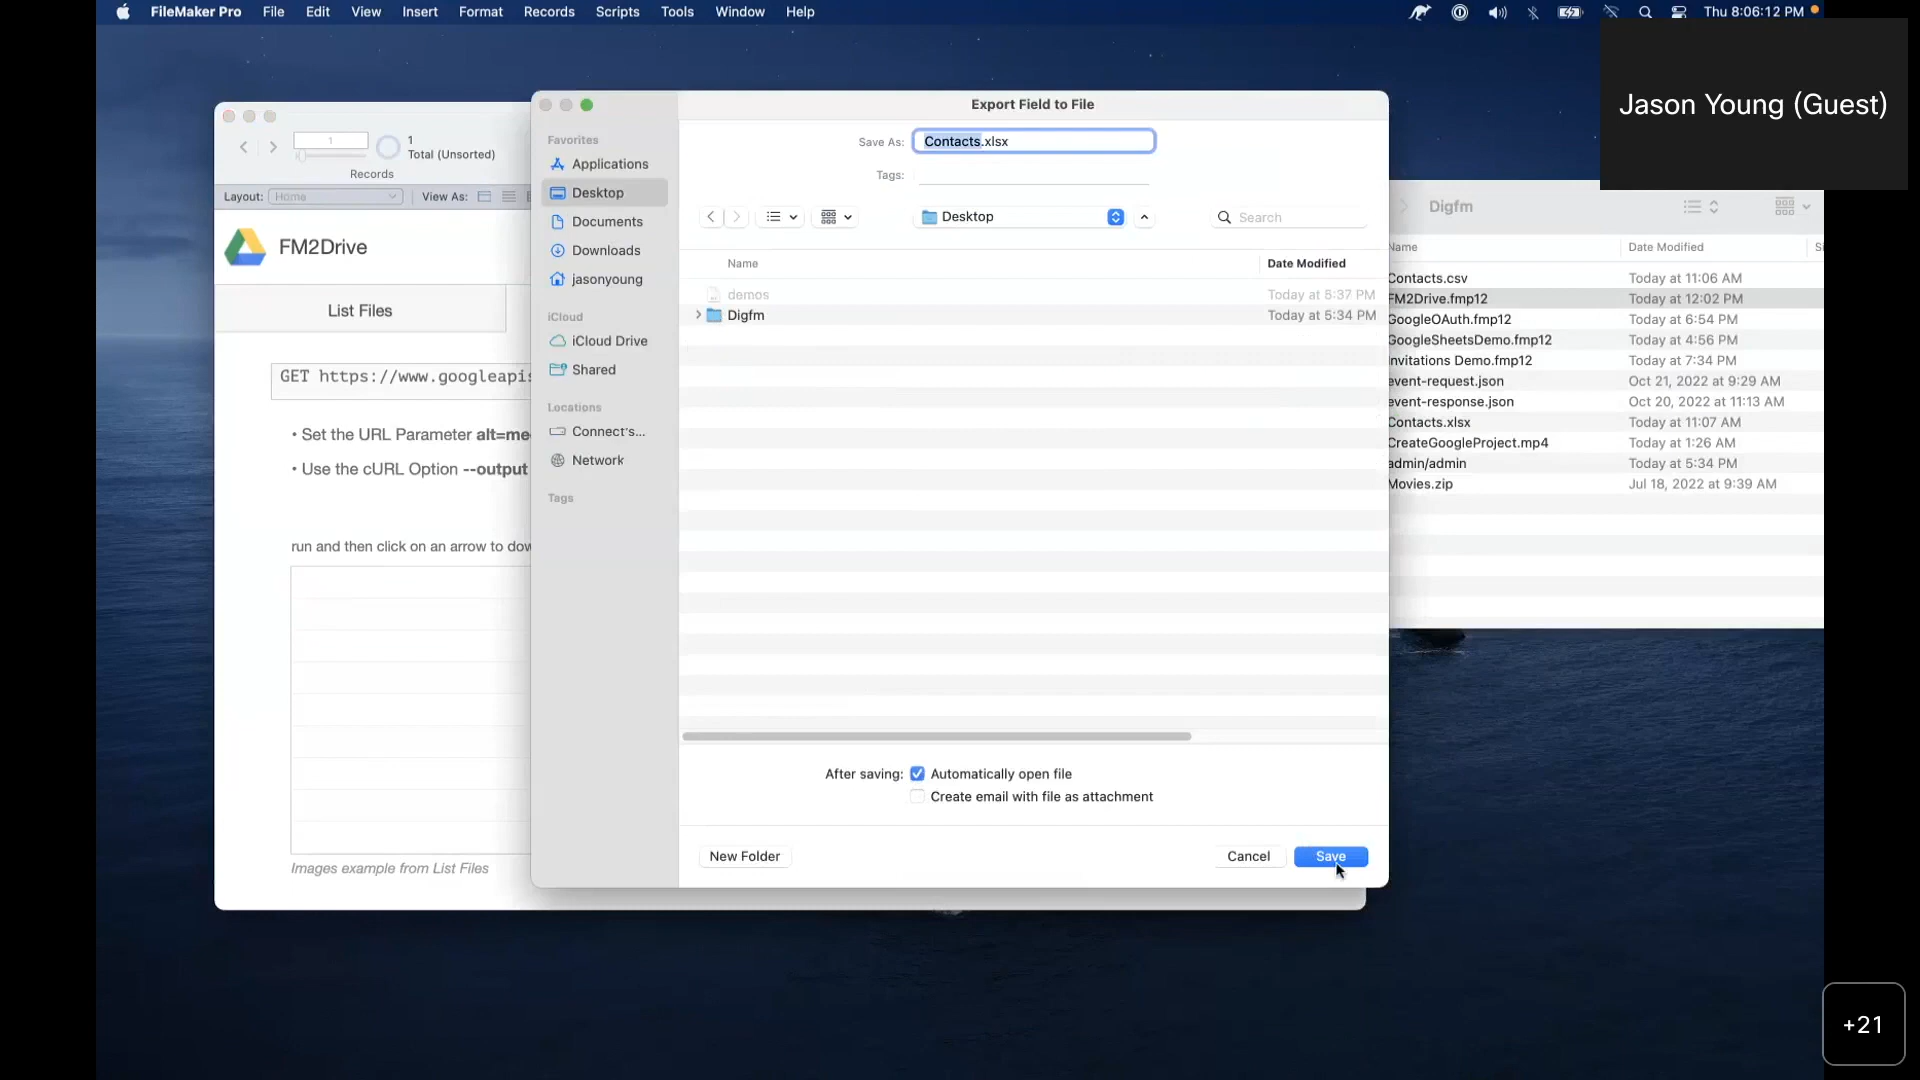 FileMaker Pro File Edit View Insert Format Records Scripts Tools Window Help
Thu 8:06:12 PM
Jason Young (Guest)
1
1
Total (Unsorted)
Records
Layout: Home View As:
FM2Drive
List Files
GET https://www.googleapis
• Set the URL Parameter alt=me
• Use the cURL Option --output
run and then click on an arrow to dow
Images example from List Files
Export Field to File
Favorites
Applications
Desktop
Documents
Downloads
jasonyoung
iCloud
iCloud Drive
Shared
Locations
Connect's...
Network
Tags
Save As: Contacts.xlsx
Tags:
Desktop
Search
Name Date Modified
demos Today at 5:37 PM
Digfm Today at 5:34 PM
After saving: Automatically open file
Create email with file as attachment
New Folder Cancel Save
Digfm
Name Date Modified Si
Contacts.csv Today at 11:06 AM
FM2Drive.fmp12 Today at 12:02 PM
GoogleOAuth.fmp12 Today at 6:54 PM
GoogleSheetsDemo.fmp12 Today at 4:56 PM
Invitations Demo.fmp12 Today at 7:34 PM
event-request.json Oct 21, 2022 at 9:29 AM
event-response.json Oct 20, 2022 at 11:13 AM
Contacts.xlsx Today at 11:07 AM
CreateGoogleProject.mp4 Today at 1:26 AM
admin/admin Today at 5:34 PM
Movies.zip Jul 18, 2022 at 9:39 AM
+21